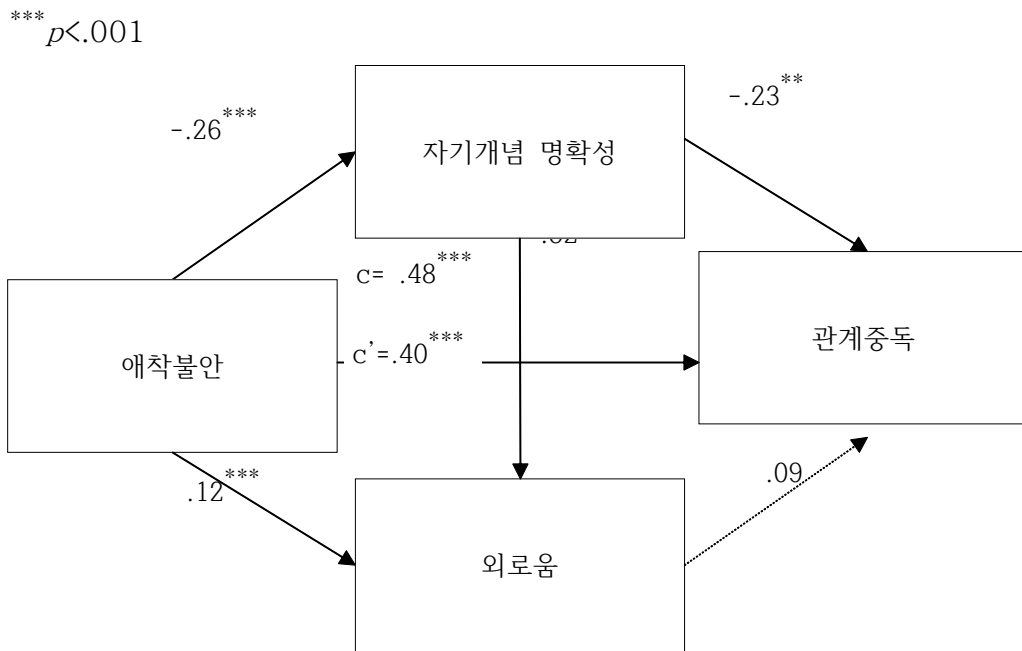 ***p<.001
-.26***
-.23**
자기개념 명확성
c= .48***
c’=.40***
애착불안
관계중독
.12***
.09
외로움